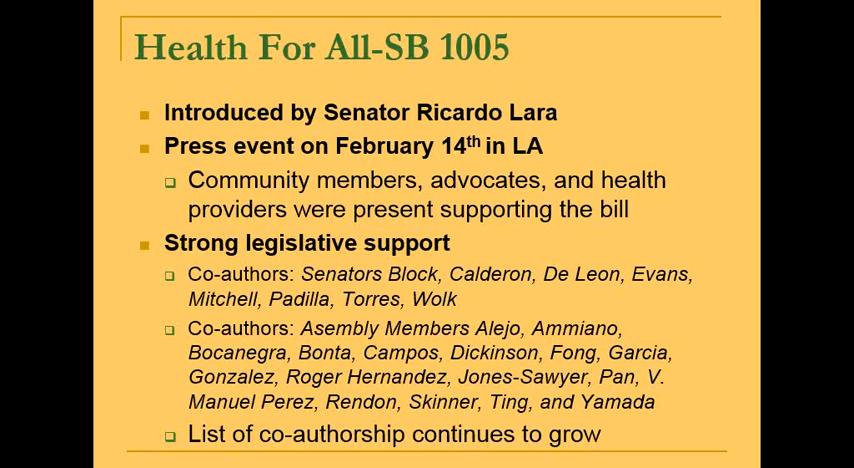 Health For All-SB 1005
Introduced by Senator Ricardo Lara
Press event on February 14th in LA
Community members, advocates, and health
providers were present supporting the bill
Strong legislative support
Co-authors: Senators Block, Calderon, De Leon, Evans,
Mitchell, Padilla, Torres, Wolk
Co-authors: Asembly Members Alejo, Ammiano,
Bocanegra, Bonta, Campos, Dickinson, Fong, Garcia,
Gonzalez, Roger Hernandez, Jones-Sawyer, Pan, V.
Manuel Perez, Rendon, Skinner, Ting, and Yamada
List of co-authorship continues to grow